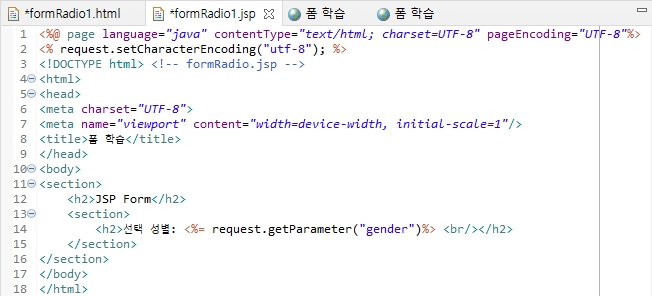 *formRadio1.html *formRadio1.jsp 폼 학습 폼 학습
1 <%@ page language="java" contentType="text/html; charset=UTF-8" pageEncoding="UTF-8"%>
2 <% request.setCharacterEncoding("utf-8"); %>
3 <!DOCTYPE html> <!-- formRadio.jsp -->
4 <html>
5 <head>
6 <meta charset="UTF-8">
7 <meta name="viewport" content="width=device-width, initial-scale=1"/>
8 <title>폼 학습</title>
9 </head>
10 <body>
11 <section>
12 <h2>JSP Form</h2>
13 <section>
14 <h2>선택 성별: <%= request.getParameter("gender")%> <br/></h2>
15 </section>
16 </section>
17 </body>
18 </html>